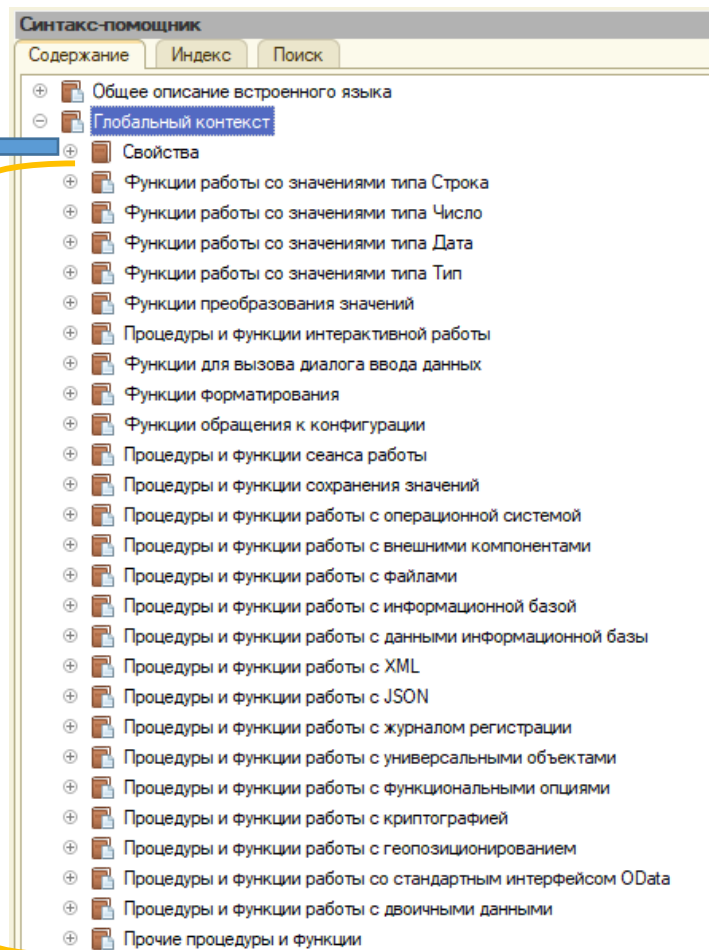 Синтакс-помощник
Содержание Индекс Поиск
Общее описание встроенного языка
Глобальный контекст
Свойства
Функции работы со значениями типа Строка
Функции работы со значениями типа Число
Функции работы со значениями типа Дата
Функции работы со значениями типа Тип
Функции преобразования значений
Процедуры и функции интерактивной работы
Функции для вызова диалога ввода данных
Функции форматирования
Функции обращения к конфигурации
Процедуры и функции сеанса работы
Процедуры и функции сохранения значений
Процедуры и функции работы с операционной системой
Процедуры и функции работы с внешними компонентами
Процедуры и функции работы с файлами
Процедуры и функции работы с информационной базой
Процедуры и функции работы с данными информационной базы
Процедуры и функции работы с XML
Процедуры и функции работы с JSON
Процедуры и функции работы с журналом регистрации
Процедуры и функции работы с универсальными объектами
Процедуры и функции работы с функциональными опциями
Процедуры и функции работы с криптографией
Процедуры и функции работы с геопозиционированием
Процедуры и функции работы со стандартным интерфейсом OData
Процедуры и функции работы с двоичными данными
Прочие процедуры и функции